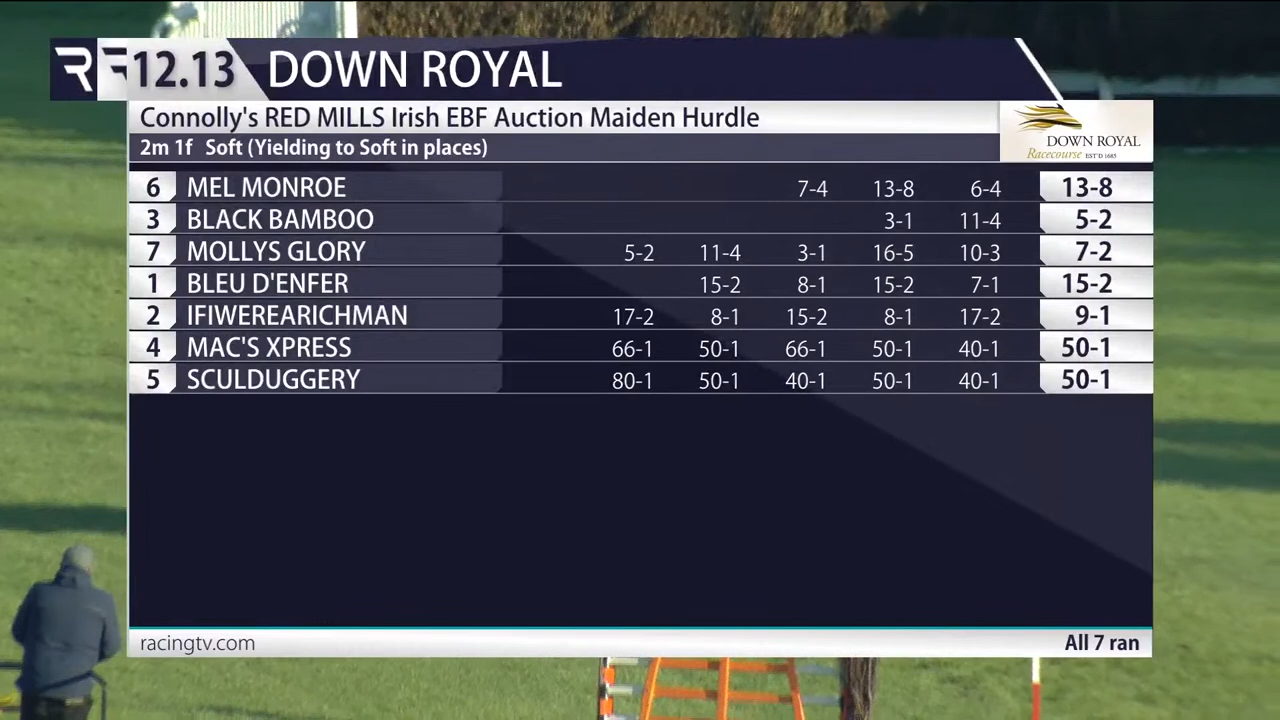 12.13 DOWN ROYAL
Connolly's RED MILLS Irish EBF Auction Maiden Hurdle
2m 1f Soft (Yielding to Soft in places)
DOWN ROYAL
Racecourse EST'D 1685
6 MEL MONROE 7-4 13-8 6-4 13-8
3 BLACK BAMBOO 3-1 11-4 5-2
7 MOLLYS GLORY 5-2 11-4 3-1 16-5 10-3 7-2
1 BLEU D'ENFER 15-2 8-1 15-2 7-1 15-2
2 IFIWEREARICHMAN 17-2 8-1 15-2 8-1 17-2 9-1
4 MAC'S XPRESS 66-1 50-1 66-1 50-1 40-1 50-1
5 SCULDUGGERY 80-1 50-1 40-1 50-1 40-1 50-1
racingtv.com All 7 ran